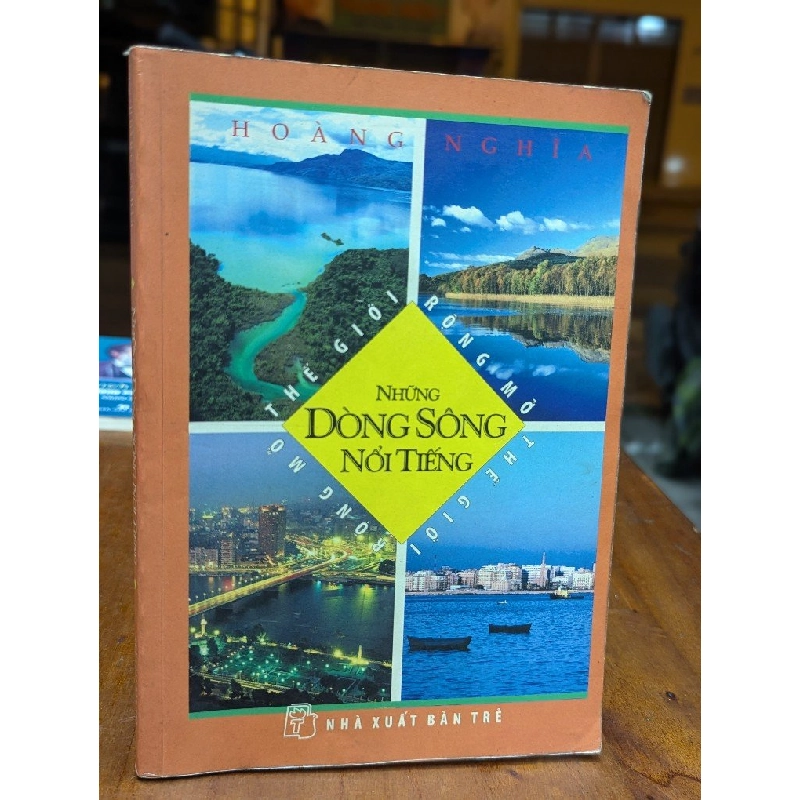 HOÀNG NGHĨA
THẾ GIỚI
RỘNG MỞ
NHỮNG
DÒNG SÔNG
NỔI TIẾNG
RỘNG MỞ
THẾ GIỚI
T
NHÀ XUẤT BẢN TRẺ